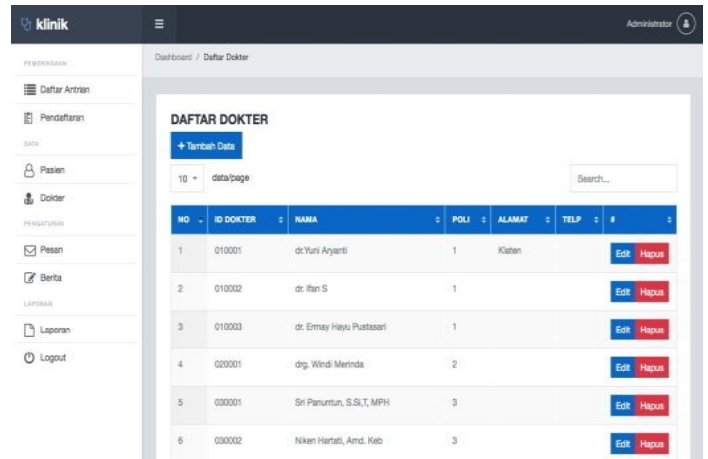 klinik
Administrator
PEMERIKSAAN
Daftar Antrian
Pendaftaran
DATA
Pasien
Dokter
PENGATURAN
Pesan
Berita
LAPORAN
Laporan
Logout
Dashboard / Daftar Dokter
DAFTAR DOKTER
+ Tambah Data
10 data/page
Search...
NO ID DOKTER NAMA POLI ALAMAT TELP #
1 010001 dr.Yuni Aryanti 1 Klaten Edit Hapus
2 010002 dr. Ifan S 1 Edit Hapus
3 010003 dr. Ermay Hayu Pustasari 1 Edit Hapus
4 020001 drg. Windi Merinda 2 Edit Hapus
5 030001 Sri Panuntun, S.Si,T, MPH 3 Edit Hapus
6 030002 Niken Hartati, Amd. Keb 3 Edit Hapus